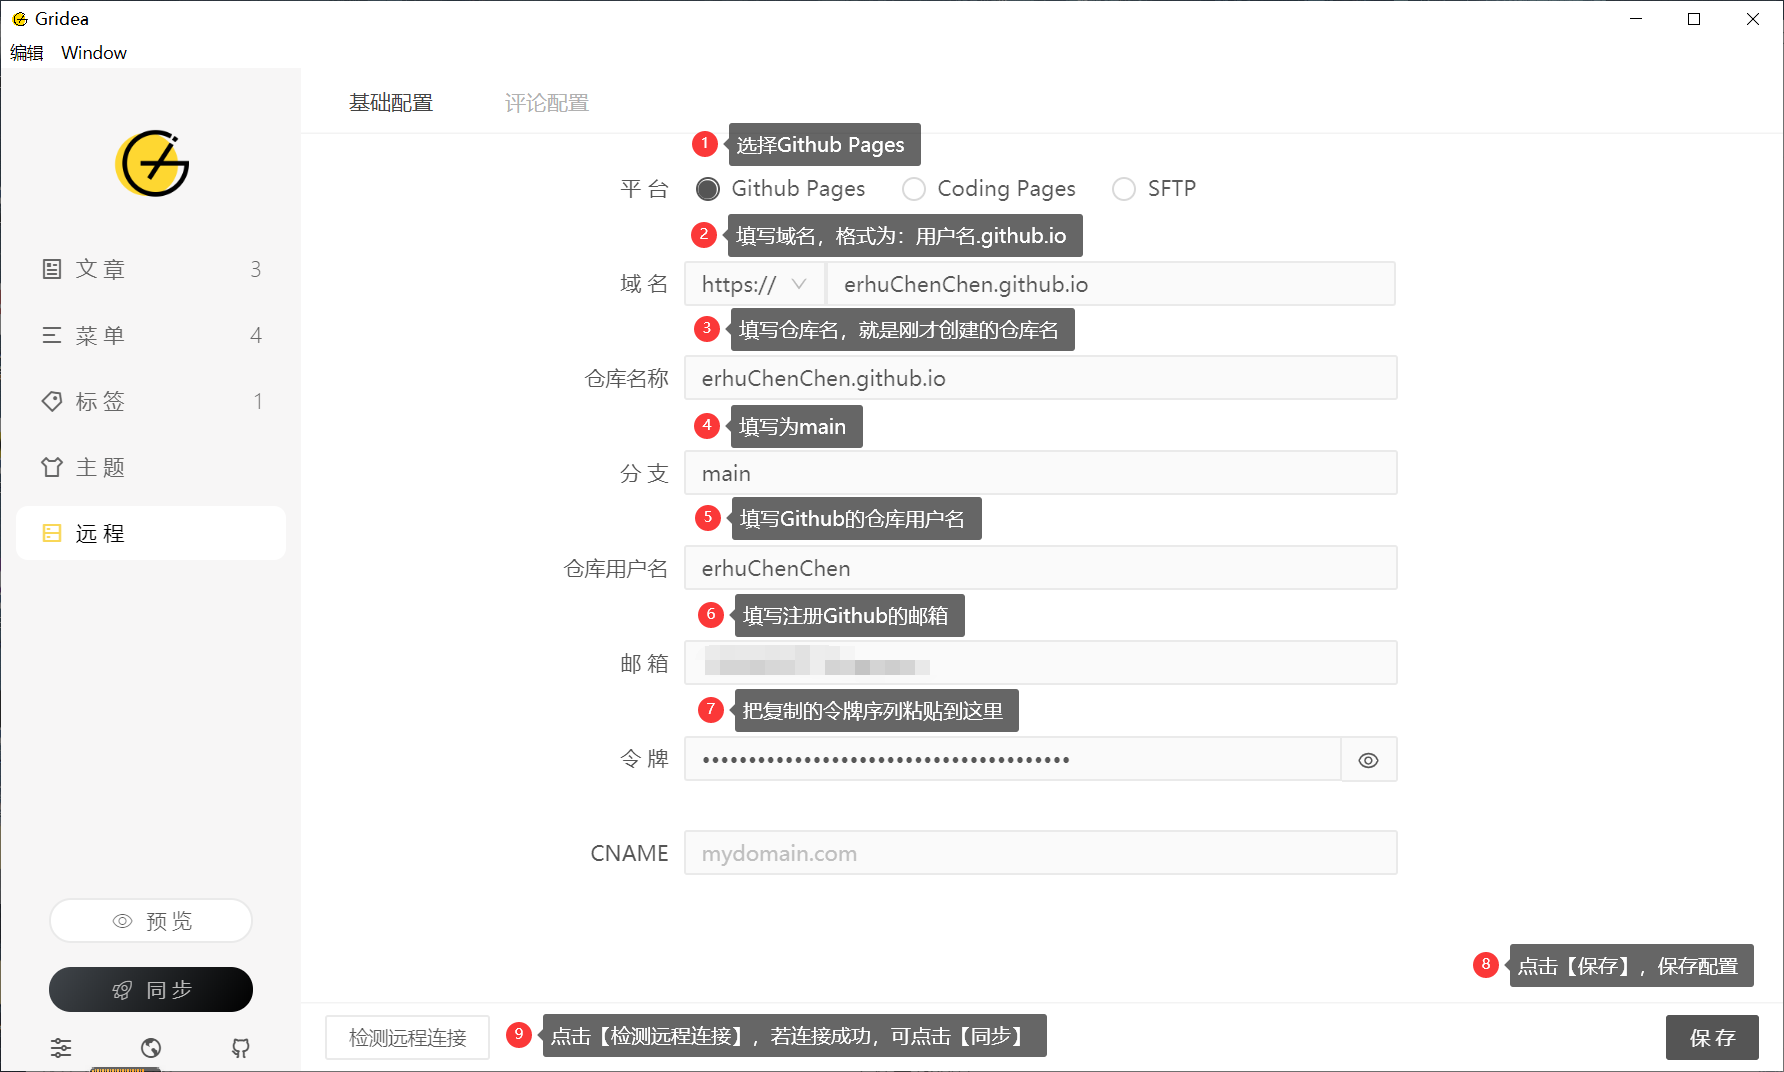 Gridea
编辑 Window
基础配置 评论配置
1 选择Github Pages
平 台 Github Pages Coding Pages SFTP
2 填写域名，格式为：用户名.github.io
文 章 3
域 名 https:// erhuChenChen.github.io
3 填写仓库名，就是刚才创建的仓库名
菜 单 4
仓库名称 erhuChenChen.github.io
标 签 1
4 填写为main
主 题
分 支 main
5 填写Github的仓库用户名
远 程
仓库用户名 erhuChenChen
6 填写注册Github的邮箱
邮 箱
7 把复制的令牌序列粘贴到这里
令 牌 ••••••••••••••••••••••••••••••••••••••••
CNAME mydomain.com
预 览
8 点击【保存】，保存配置
同 步
检测远程连接 9 点击【检测远程连接】，若连接成功，可点击【同步】 保 存